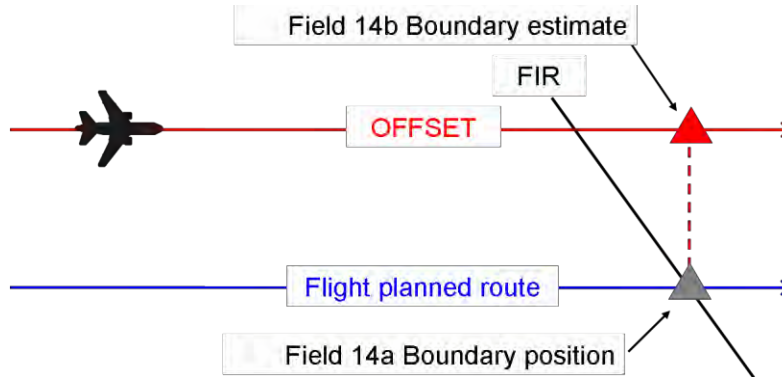 Field 14b Boundary estimate
FIR
OFFSET
Flight planned route
Field 14a Boundary position